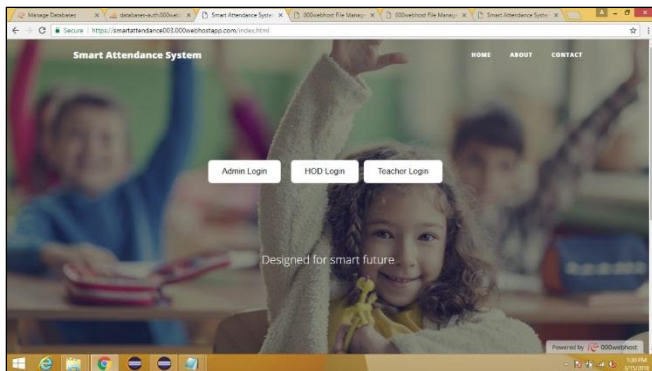 Manage Databases
Smart Attendance Syste
000webhost File Manag
000webhost File Manag
Smart Attendance Syste
Secure | https://smartattendance003.000webhostapp.com/index.html
Smart Attendance System
HOME ABOUT CONTACT
Admin Login HOD Login Teacher Login
Designed for smart future
Powered by 000webhost